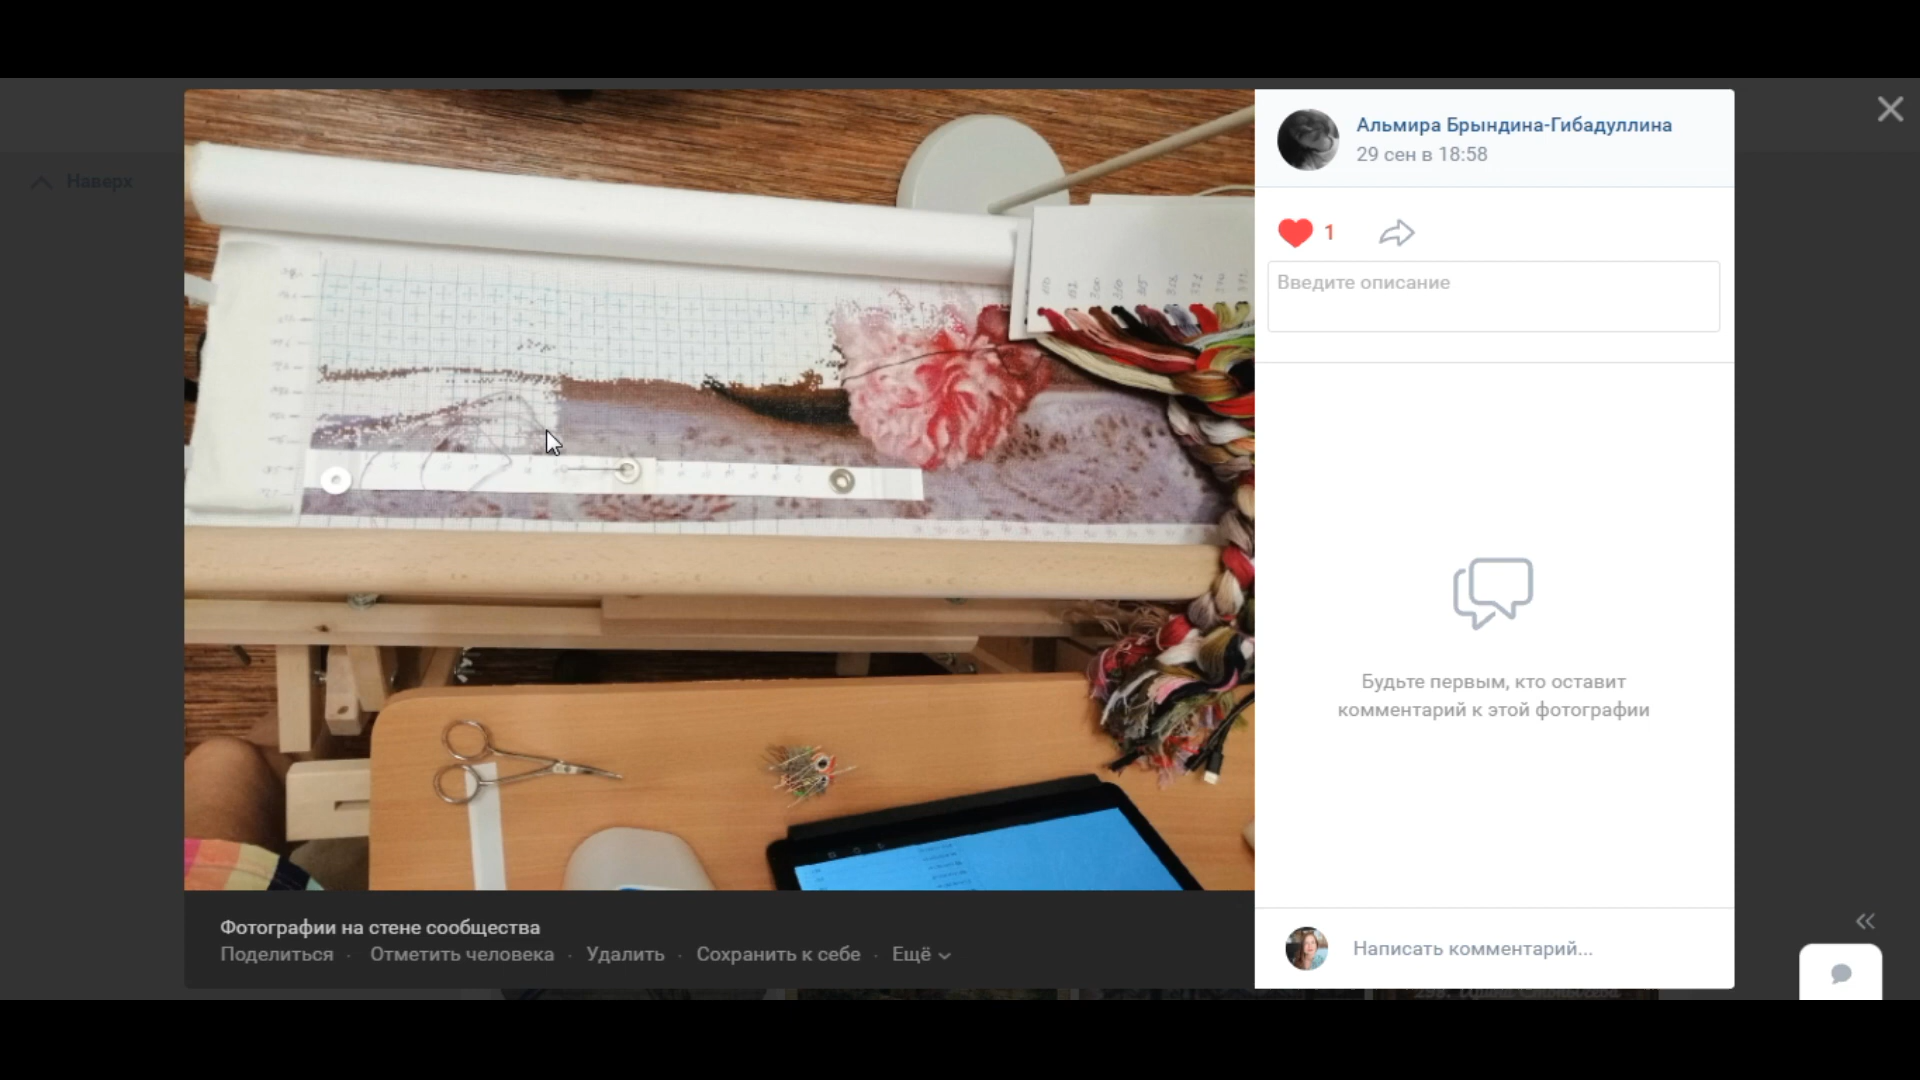 Наверх
Альмира Брындина-Гибадуллина
29 сен в 18:58
1
Введите описание
Будьте первым, кто оставит
комментарий к этой фотографии
Фотографии на стене сообщества
Поделиться · Отметить человека · Удалить · Сохранить к себе · Ещё
Написать комментарий...